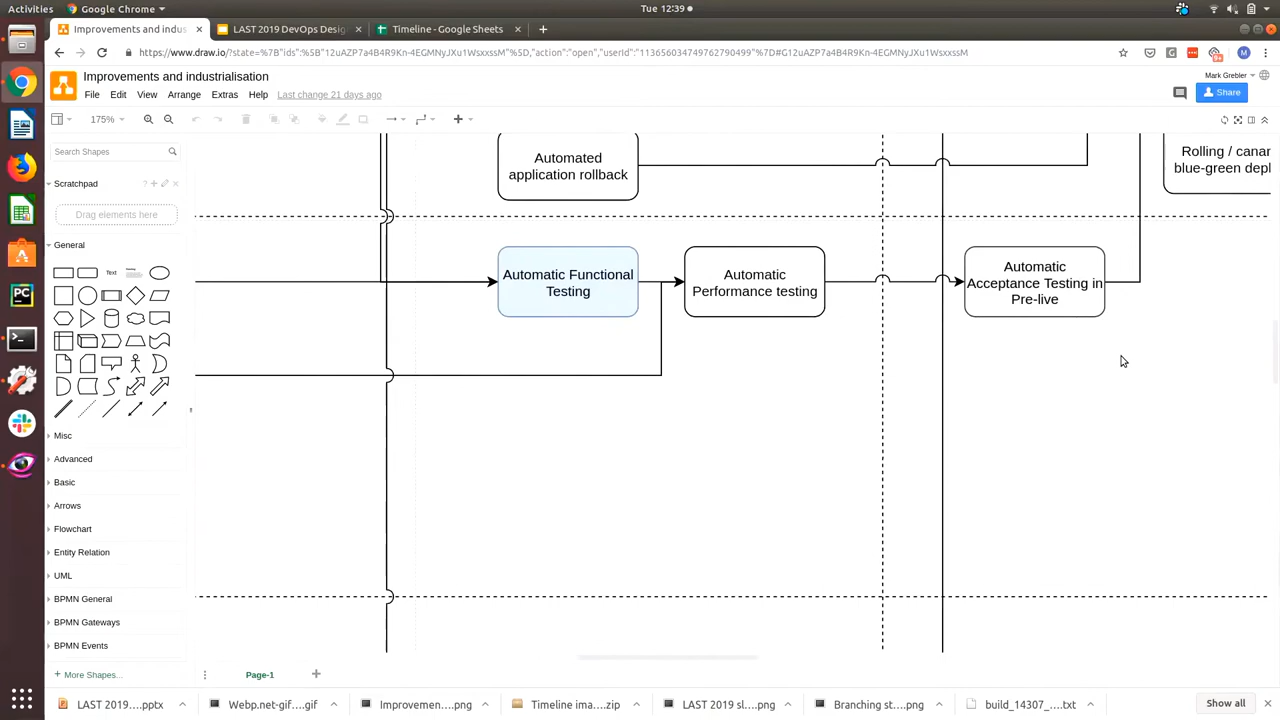 Activities
Google Chrome
Tue 12:39
Improvements and indus
LAST 2019 DevOps Desig
Timeline - Google Sheets
https://www.draw.io/?state=%7B"ids":%5B"12uAZP7a4B4R9Kn-4EGMNyJXu1WsxxsSM"%5D,"action":"open","userId":"113656034749762790499"%7D#G12uAZP7a4B4R9Kn-4EGMNyJXu1WsxxsSM
9+
M
Improvements and industrialisation
Mark Grebler
File
Edit
View
Arrange
Extras
Help
Last change 21 days ago
Share
175%
Search Shapes
Scratchpad
Drag elements here
General
Text
Misc
Advanced
Basic
Arrows
Flowchart
Entity Relation
UML
BPMN General
BPMN Gateways
BPMN Events
More Shapes...
Automated
application rollback
Rolling / canar
blue-green depl
Automatic Functional
Testing
Automatic
Performance testing
Automatic
Acceptance Testing in
Pre-live
Page-1
LAST 2019....pptx
Webp.net-gif....gif
Improvemen....png
Timeline ima....zip
LAST 2019 sl....png
Branching st....png
build_14307_....txt
Show all